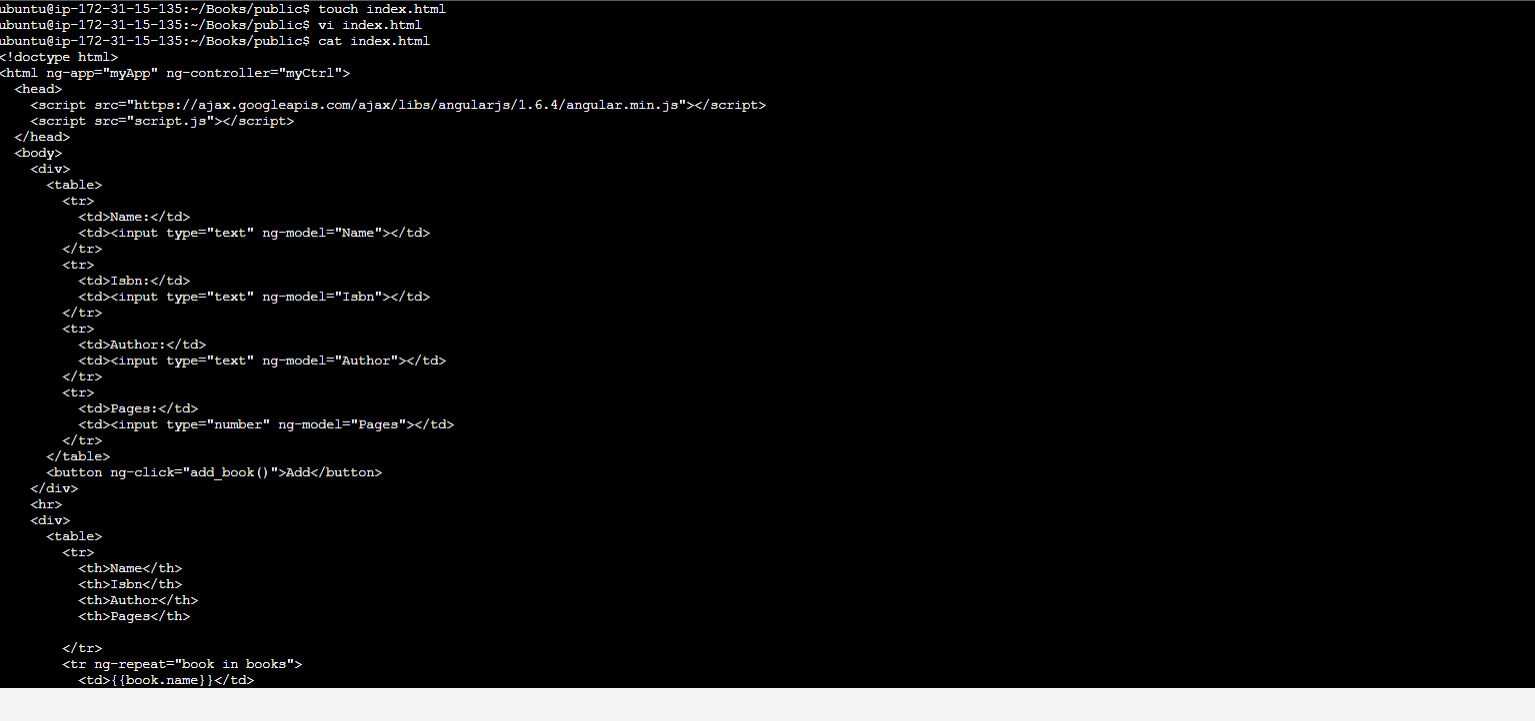 ubuntu@ip-172-31-15-135:~/Books/public$ touch index.html
ubuntu@ip-172-31-15-135:~/Books/public$ vi index.html
ubuntu@ip-172-31-15-135:~/Books/public$ cat index.html
<!doctype html>
<html ng-app="myApp" ng-controller="myCtrl">
  <head>
    <script src="https://ajax.googleapis.com/ajax/libs/angularjs/1.6.4/angular.min.js"></script>
    <script src="script.js"></script>
  </head>
  <body>
    <div>
      <table>
        <tr>
          <td>Name:</td>
          <td><input type="text" ng-model="Name"></td>
        </tr>
        <tr>
          <td>Isbn:</td>
          <td><input type="text" ng-model="Isbn"></td>
        </tr>
        <tr>
          <td>Author:</td>
          <td><input type="text" ng-model="Author"></td>
        </tr>
        <tr>
          <td>Pages:</td>
          <td><input type="number" ng-model="Pages"></td>
        </tr>
      </table>
      <button ng-click="add_book()">Add</button>
    </div>
    <hr>
    <div>
      <table>
        <tr>
          <th>Name</th>
          <th>Isbn</th>
          <th>Author</th>
          <th>Pages</th>

        </tr>
        <tr ng-repeat="book in books">
          <td>{{book.name}}</td>